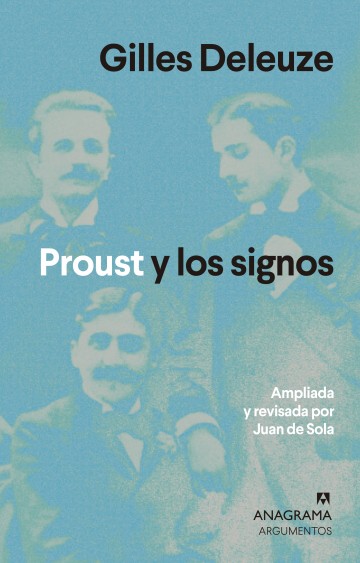 Gilles Deleuze
Proust y los signos
Ampliada
y revisada por
Juan de Sola
ANAGRAMA
ARGUMENTOS